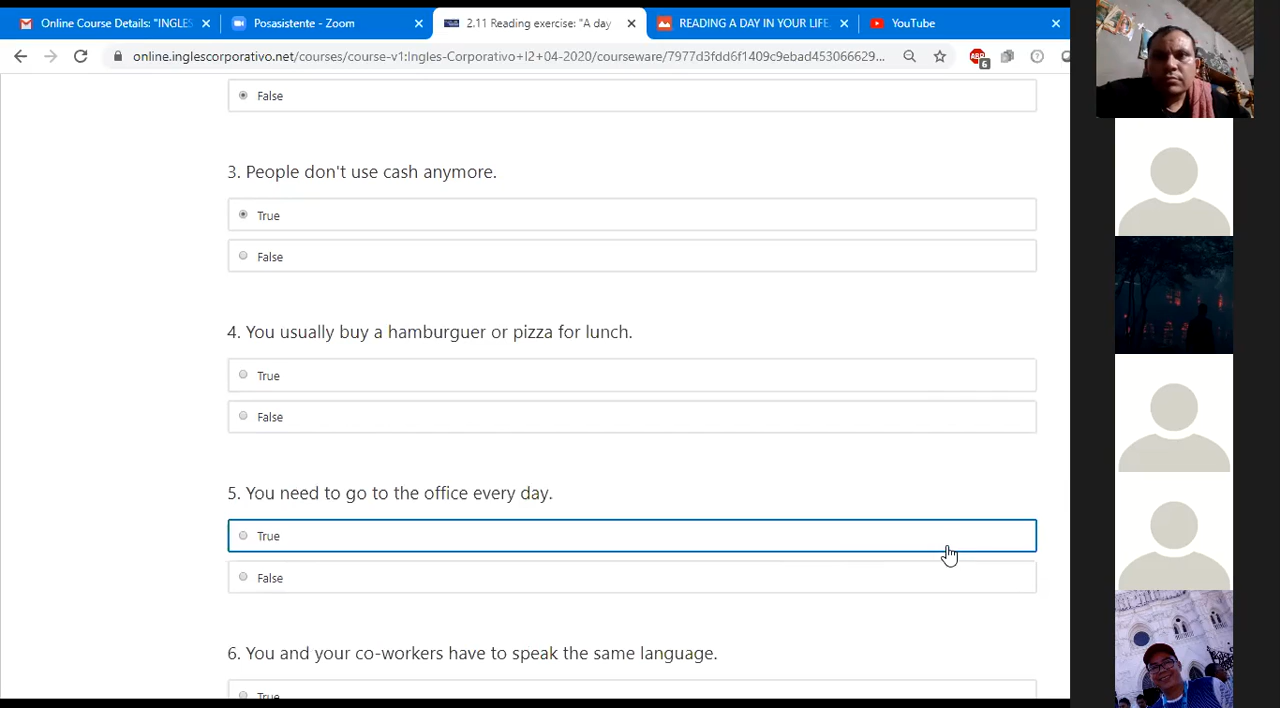 Online Course Details: "INGLES
Posasistente - Zoom
2.11 Reading exercise: "A day
READING A DAY IN YOUR LIFE.
YouTube
online.inglescorporativo.net/courses/course-v1:Ingles-Corporativo+I2+04-2020/courseware/7977d3fdd6f1409c9ebad453066629...
ABP
6
False
3. People don't use cash anymore.
True
False
4. You usually buy a hamburguer or pizza for lunch.
True
False
5. You need to go to the office every day.
True
False
6. You and your co-workers have to speak the same language.
True